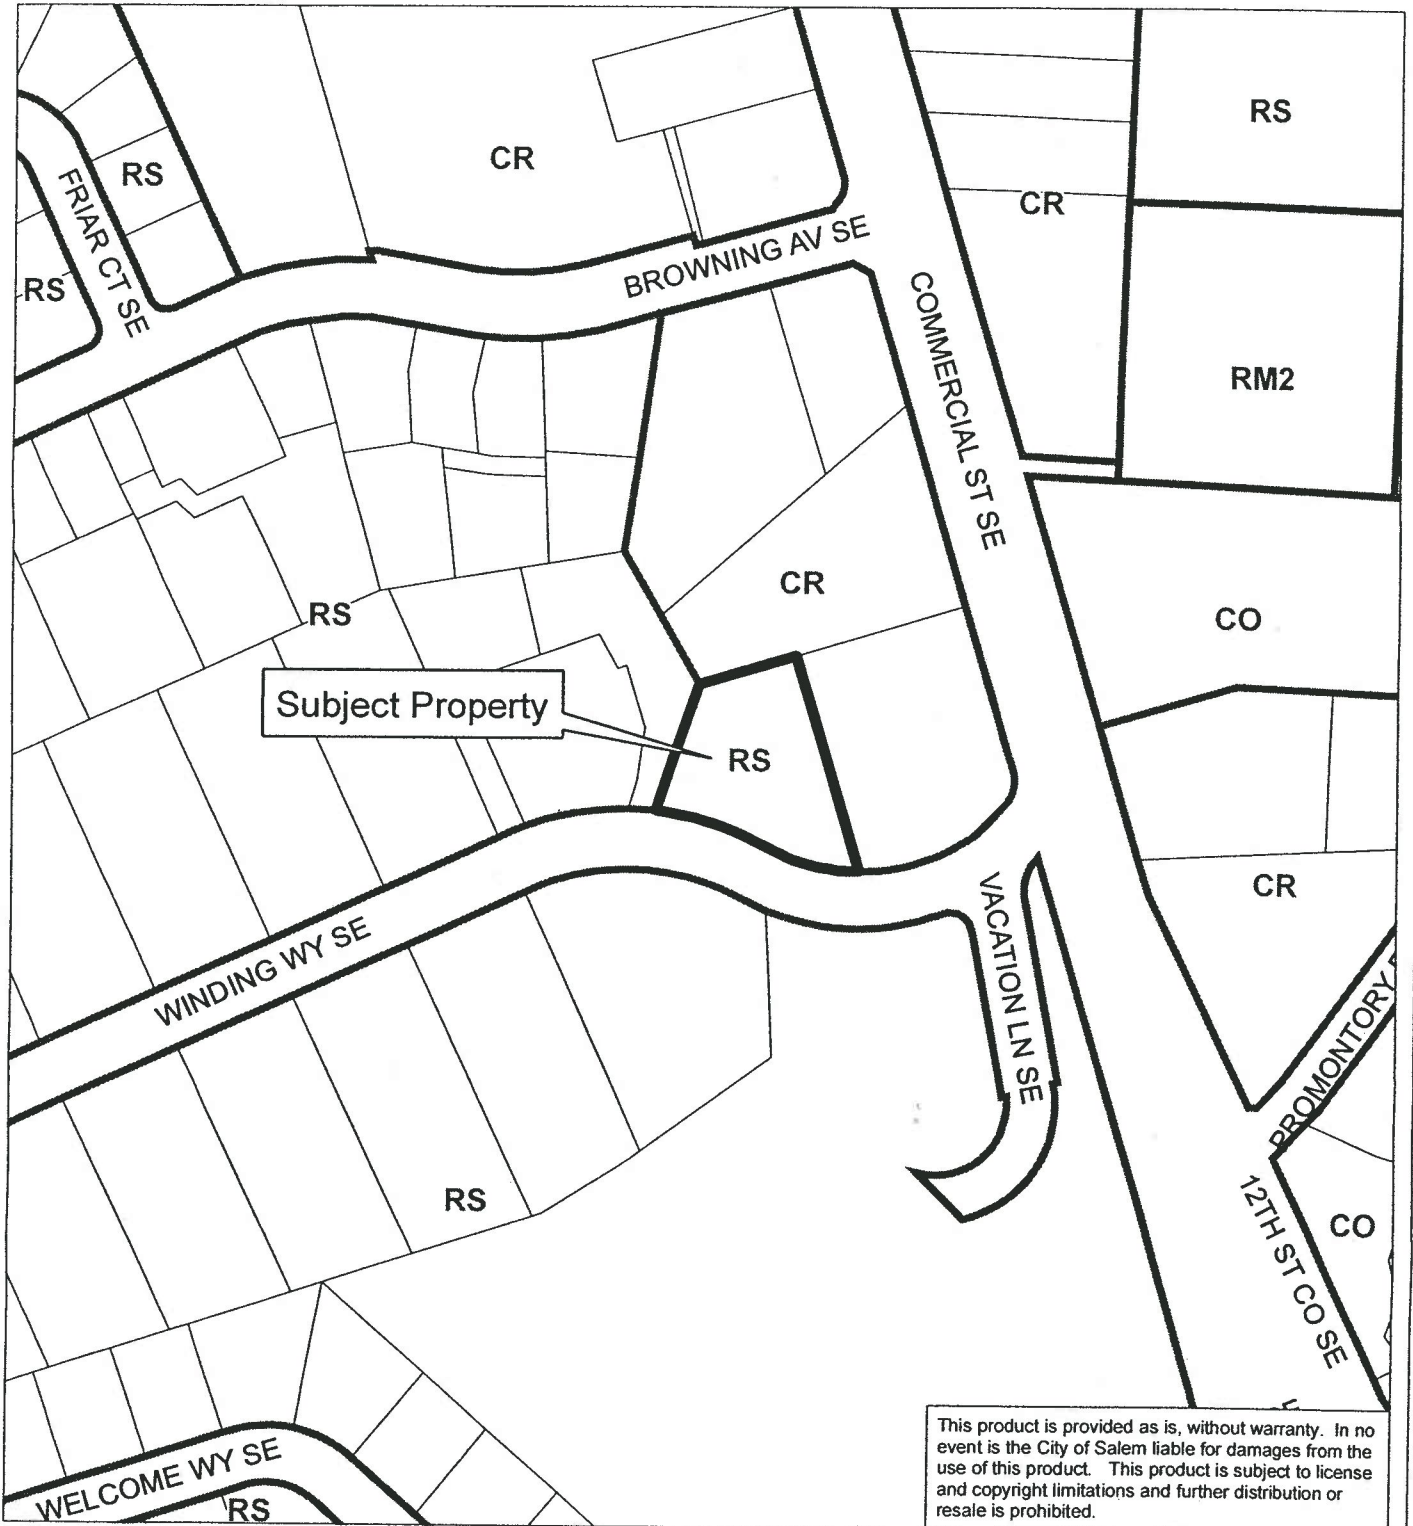 RS
CR
RS
FRIAR CT SE
CR
BROWNING AV SE
RS
COMMERCIAL ST SE
RM2
CR
RS
CO
Subject Property
RS
CR
VACATION LN SE
WINDING WY SE
PROMONTORY
RS
12TH ST CO SE
CO
WELCOME WY SE
RS
This product is provided as is, without warranty. In no
event is the City of Salem liable for damages from the
use of this product. This product is subject to license
and copyright limitations and further distribution or
resale is prohibited.